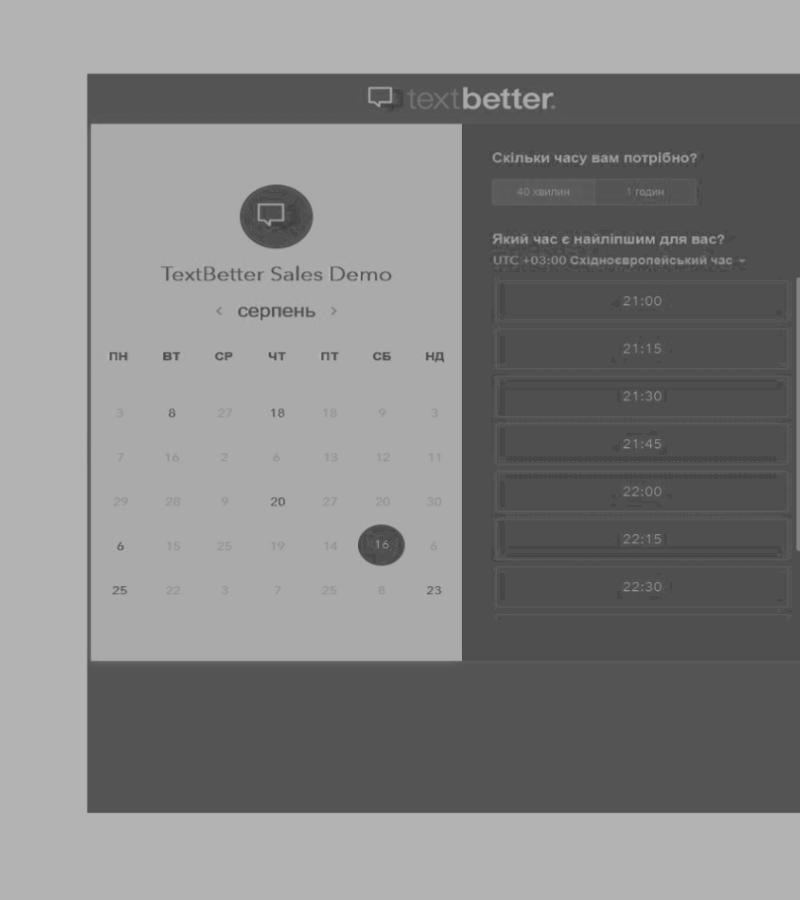 textbetter.
TextBetter Sales Demo
< серпень >
ПН ВТ СР ЧТ ПТ СБ НД
3 8 27 18 18 9 3
7 16 2 6 13 12 11
29 28 9 20 27 20 30
6 15 25 19 14 16 6
25 22 3 7 25 8 23
Скільки часу вам потрібно?
40 хвилин 1 годин
Який час є найліпшим для вас?
UTC +03:00 Східноєвропейський час
21:00
21:15
21:30
21:45
22:00
22:15
22:30